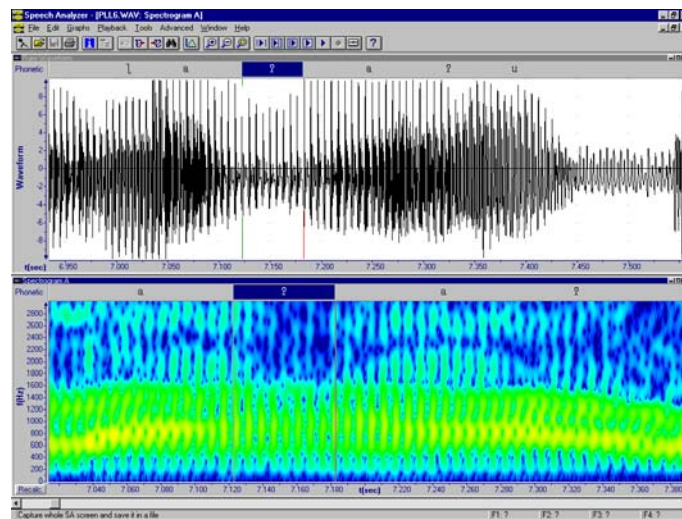 Speech Analyzer - [PLL6.WAV: Spectrogram A]
File Edit Graphs Playback Tools Advanced Window Help
Phonetic ɭ a ʔ a ʔ u
8
6
4
2
0
-2
-4
-6
-8
Waveform
t(sec) 6.950 7.000 7.050 7.100 7.150 7.200 7.250 7.300 7.350 7.400 7.450 7.500
Spectrogram A
Phonetic a ʔ a ʔ
2800
2600
2400
2200
2000
1800
1600
1400
1200
1000
800
600
400
200
0
f(Hz)
Recalc. 7.040 7.060 7.080 7.100 7.120 7.140 7.160 7.180 t(sec) 7.220 7.240 7.260 7.280 7.300 7.320 7.340 7.360 7.380
Capture whole SA screen and save it in a file F1: ? F2: ? F3: ? F4: ?